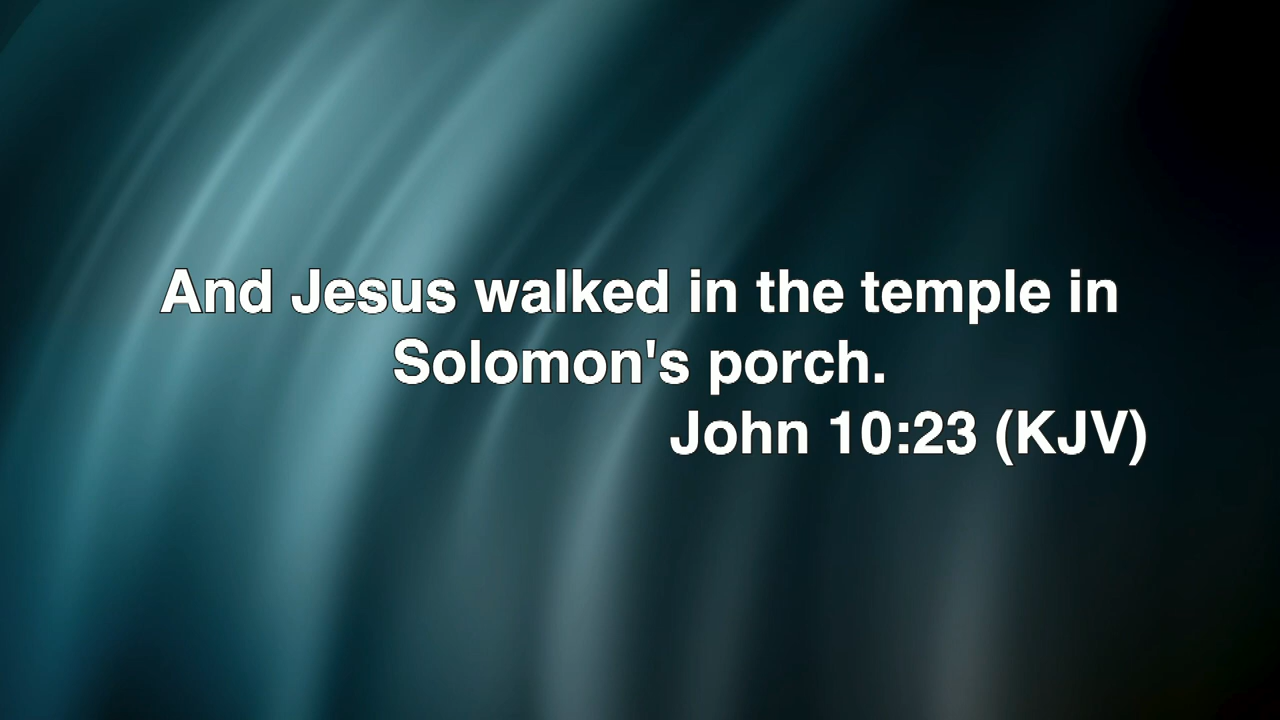 And Jesus walked in the temple in
Solomon's porch.
John 10:23 (KJV)